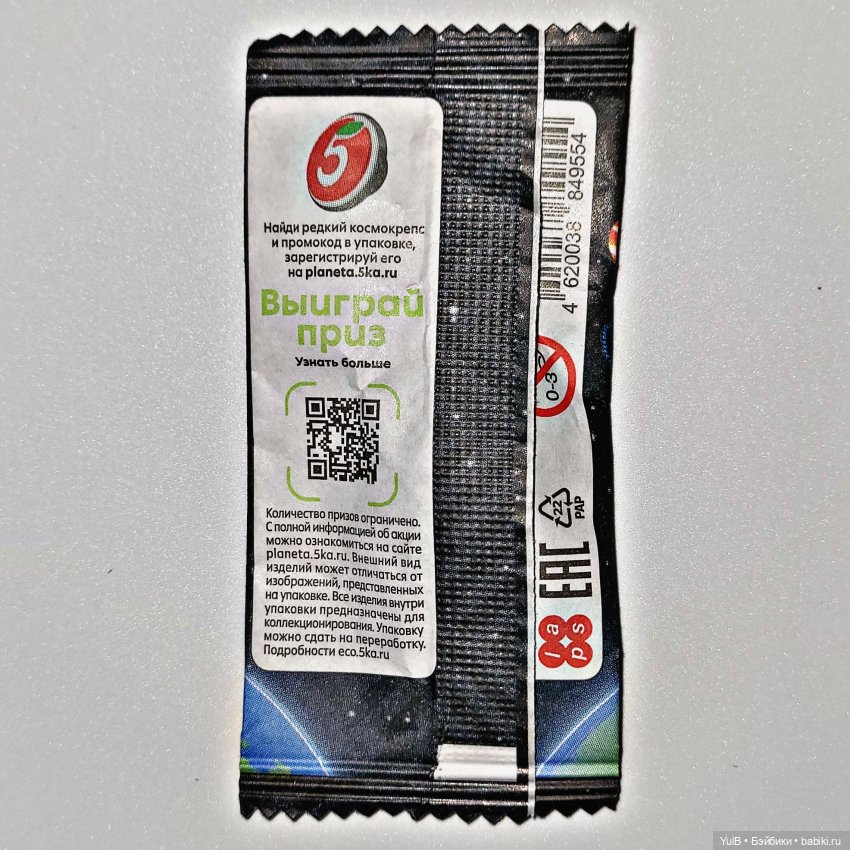 5
Найди редкий космокрепс
и промокод в упаковке,
зарегистрируй его
на planeta.5ka.ru
Выиграй
приз
Узнать больше
Количество призов ограничено.
С полной информацией об акции
можно ознакомиться на сайте
planeta.5ka.ru. Внешний вид
изделий может отличаться от
изображений, представленных
на упаковке. Все изделия внутри
упаковки предназначены для
коллекционирования. Упаковку
можно сдать на переработку.
Подробности eco.5ka.ru
4 620038 849554
0-3
22
PAP
EAC
laps
YulB • Бэйбики • babiki.ru